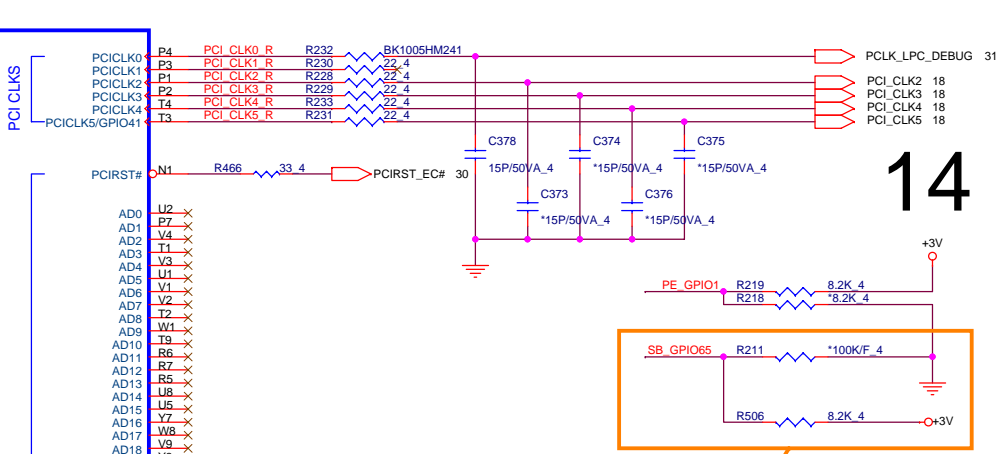 PCI CLKS
PCICLK0 P4 PCI_CLK0_R R232 BK1005HM241 PCLK_LPC_DEBUG 31
PCICLK1 P3 PCI_CLK1_R R230 22_4
PCICLK2 P1 PCI_CLK2_R R228 22_4 PCI_CLK2 18
PCICLK3 P2 PCI_CLK3_R R229 22_4 PCI_CLK3 18
PCICLK4 T4 PCI_CLK4_R R233 22_4 PCI_CLK4 18
PCICLK5/GPIO41 T3 PCI_CLK5_R R231 22_4 PCI_CLK5 18
C378 C374 C375
15P/50VA_4 *15P/50VA_4 *15P/50VA_4
PCIRST# N1 R466 33_4 PCIRST_EC# 30
14
C373 C376
*15P/50VA_4 *15P/50VA_4
AD0 U2
AD1 P7
AD2 V4
AD3 T1
AD4 V3
AD5 U1
AD6 V1
AD7 V2
AD8 T2
AD9 W1
AD10 T9
AD11 R6
AD12 R7
AD13 R5
AD14 U8
AD15 U5
AD16 Y7
AD17 W8
AD18 V9
+3V
PE_GPIO1 R219 8.2K_4
R218 *8.2K_4
SB_GPIO65 R211 *100K/F_4
R506 8.2K_4 +3V